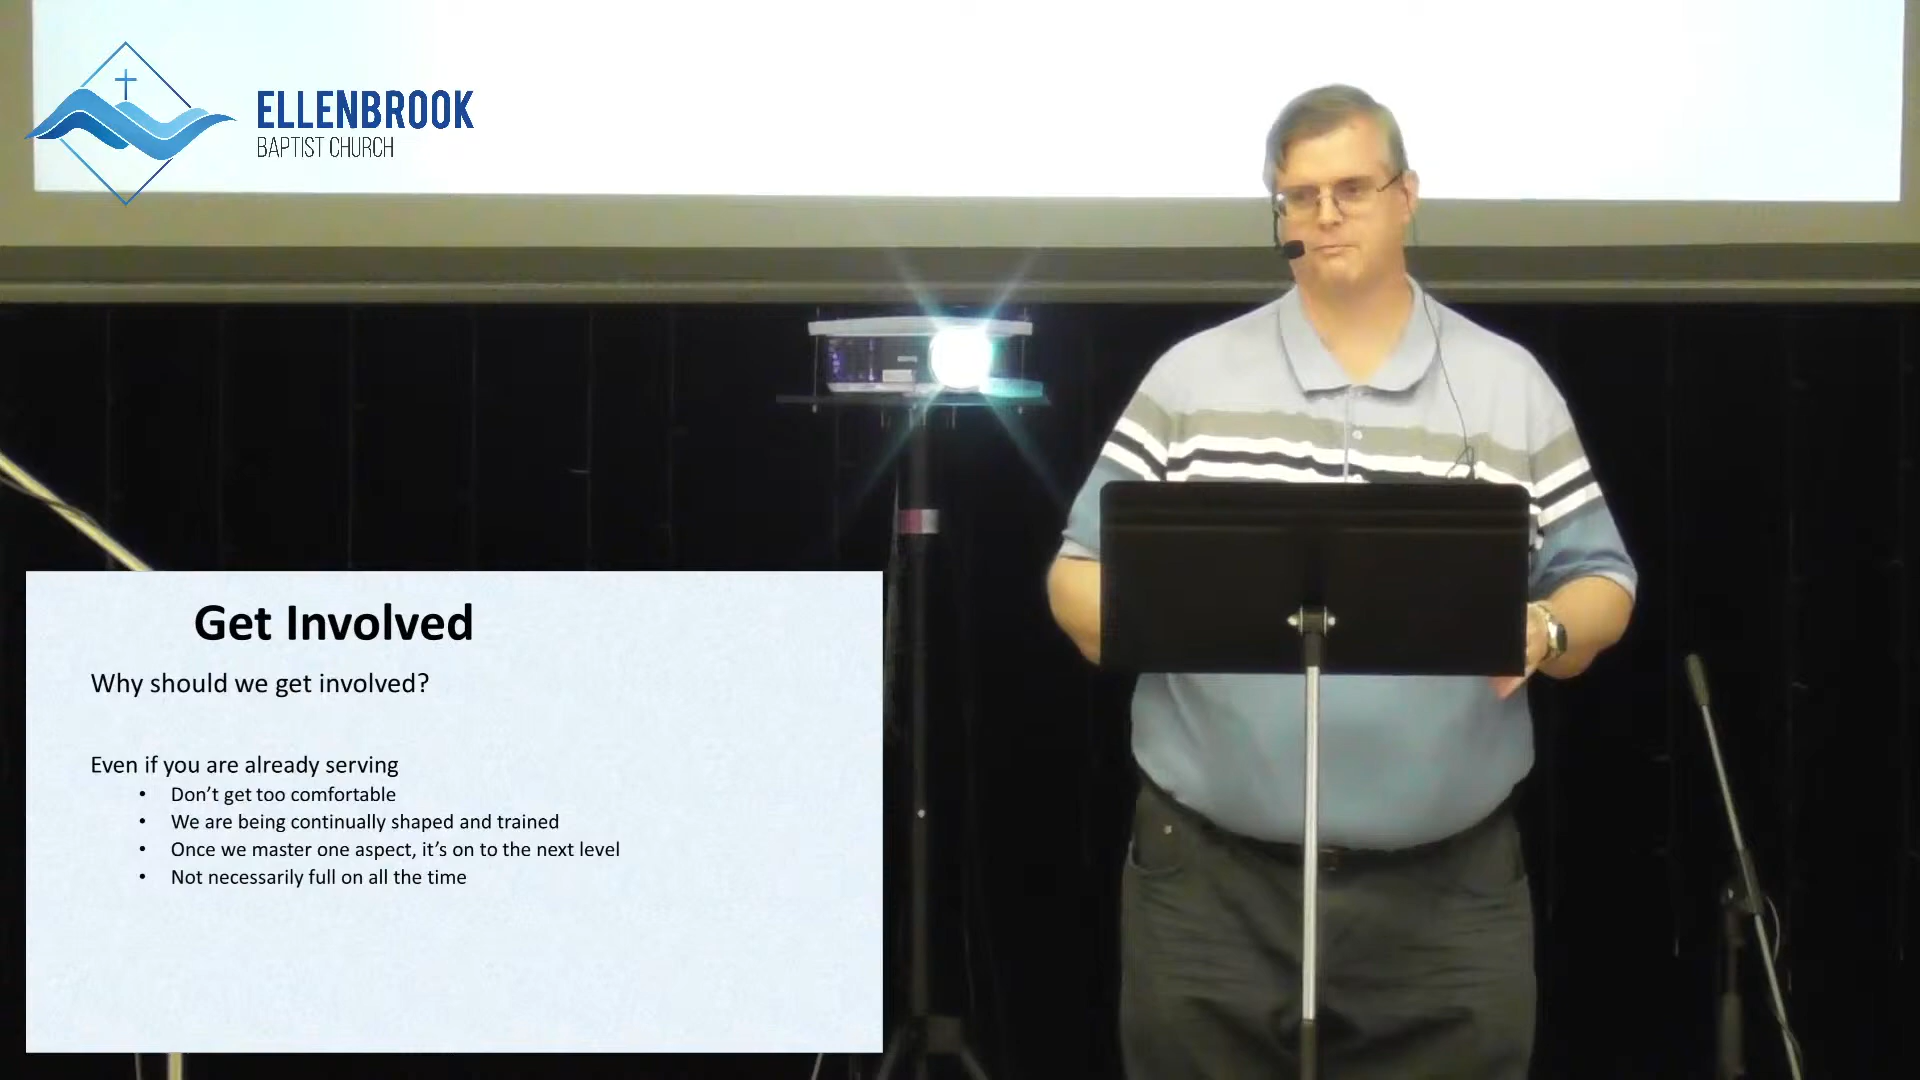 ELLENBROOK
BAPTIST CHURCH
Get Involved
Why should we get involved?
Even if you are already serving
• Don’t get too comfortable
• We are being continually shaped and trained
• Once we master one aspect, it’s on to the next level
• Not necessarily full on all the time